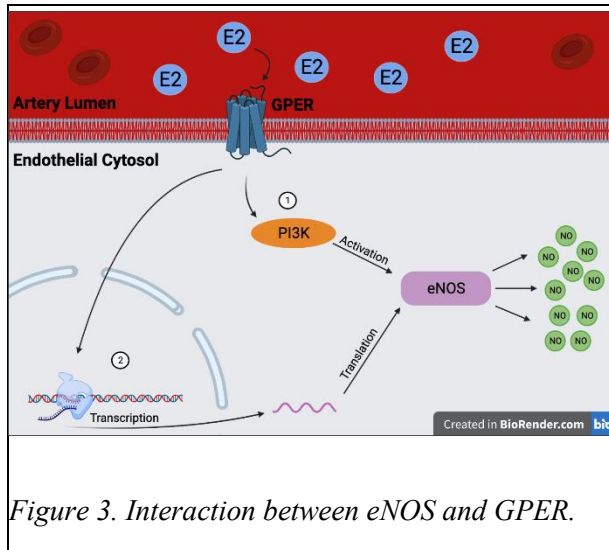 E2
E2
E2
E2
E2
GPER
Artery Lumen
Endothelial Cytosol
1
PI3K
Activation
eNOS
NO
NO
NO
NO
NO
NO
NO
NO
NO
NO
2
Translation
Transcription
Created in BioRender.com bio
Figure 3. Interaction between eNOS and GPER.